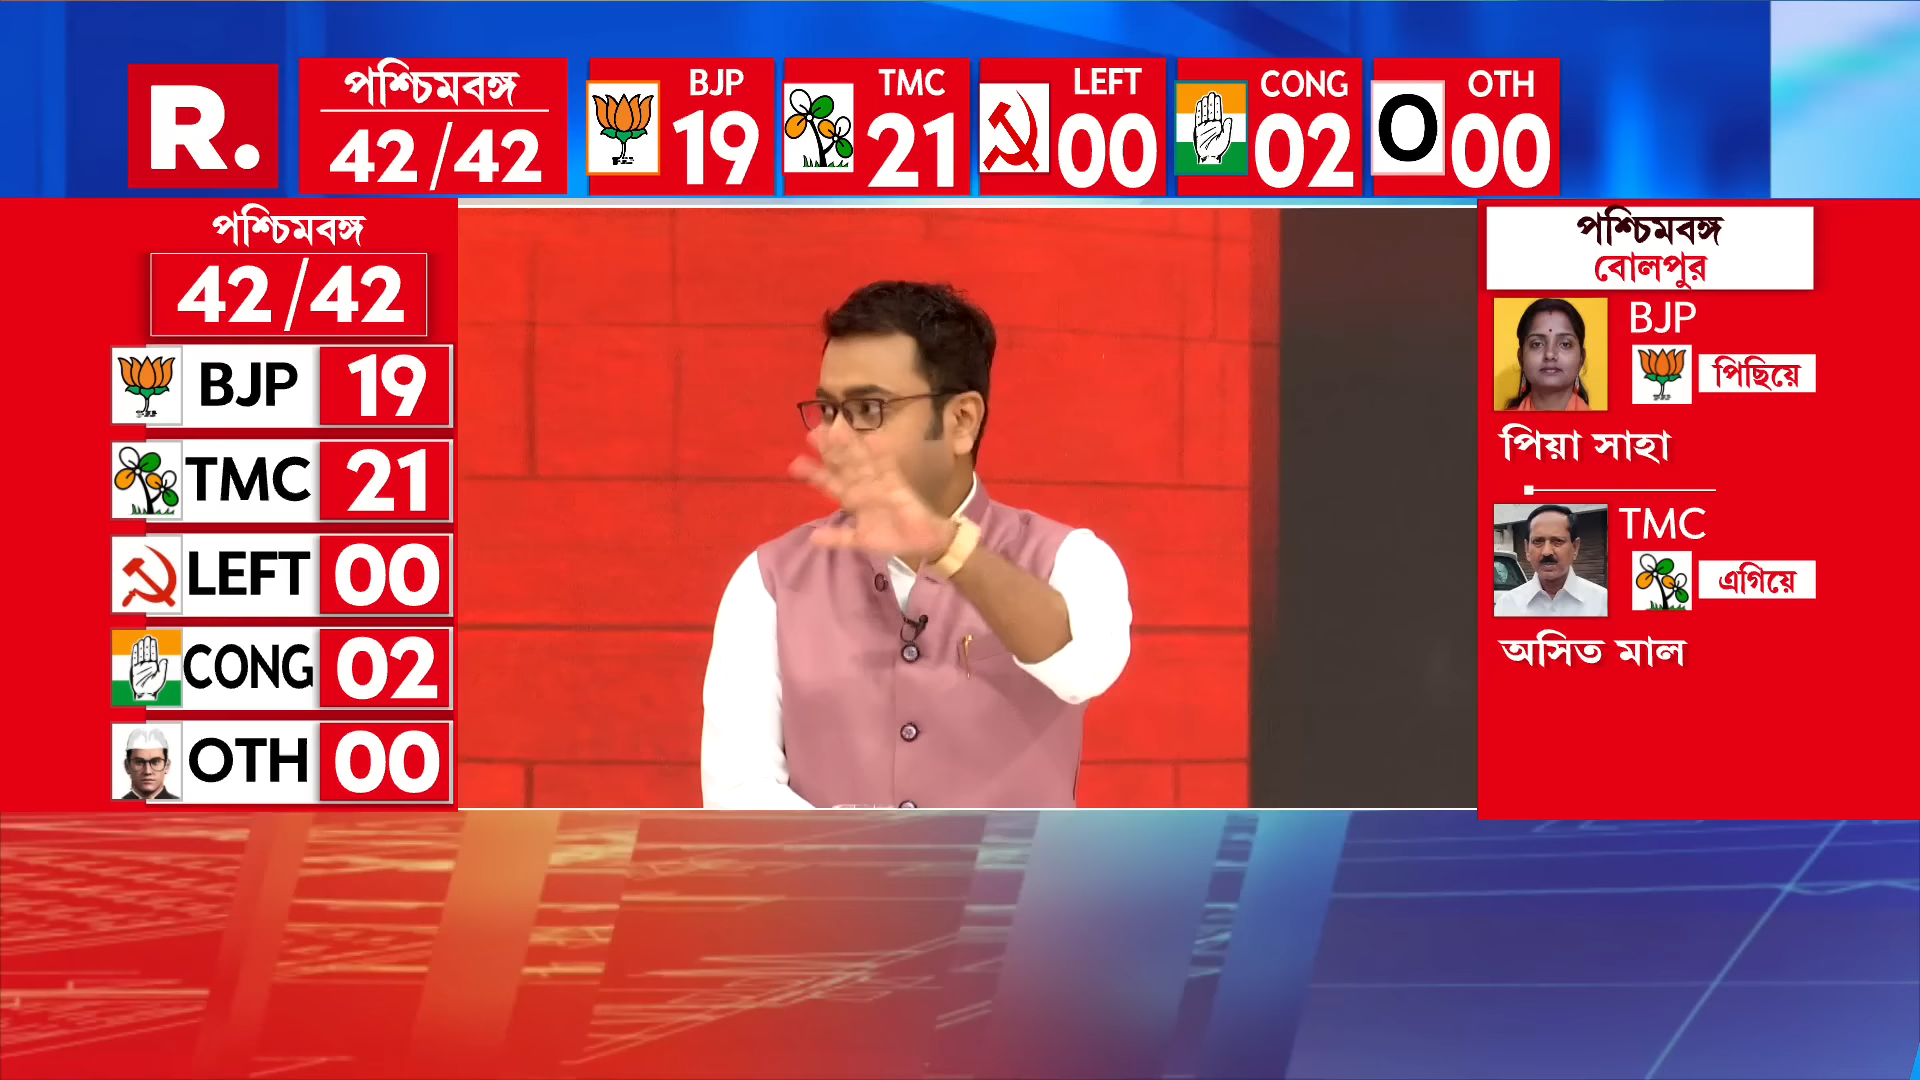 R.
পশ্চিমবঙ্গ
42/42
BJP
19
TMC
21
LEFT
00
CONG
02
O
OTH
00
পশ্চিমবঙ্গ
42/42
BJP 19
TMC 21
LEFT 00
CONG 02
OTH 00
পশ্চিমবঙ্গ
বোলপুর
BJP
পিছিয়ে
পিয়া সাহা
TMC
এগিয়ে
অসিত মাল